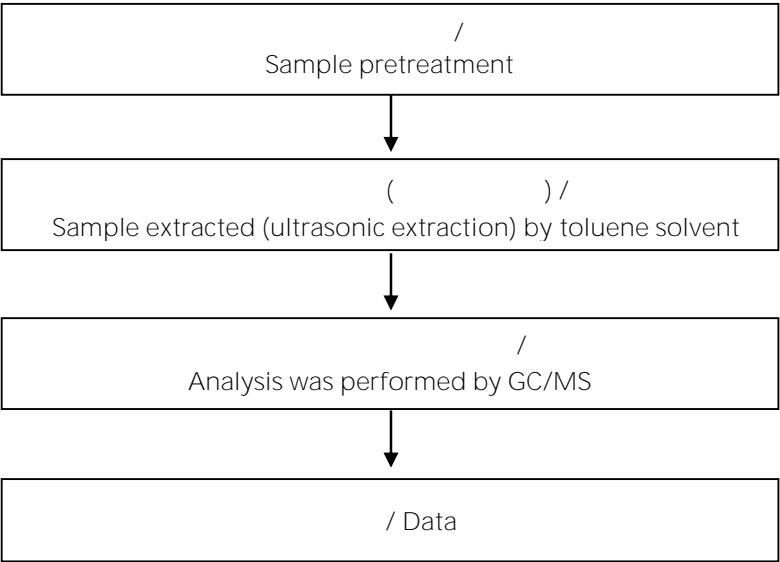 /
Sample pretreatment
( ) /
Sample extracted (ultrasonic extraction) by toluene solvent
/
Analysis was performed by GC/MS
/ Data